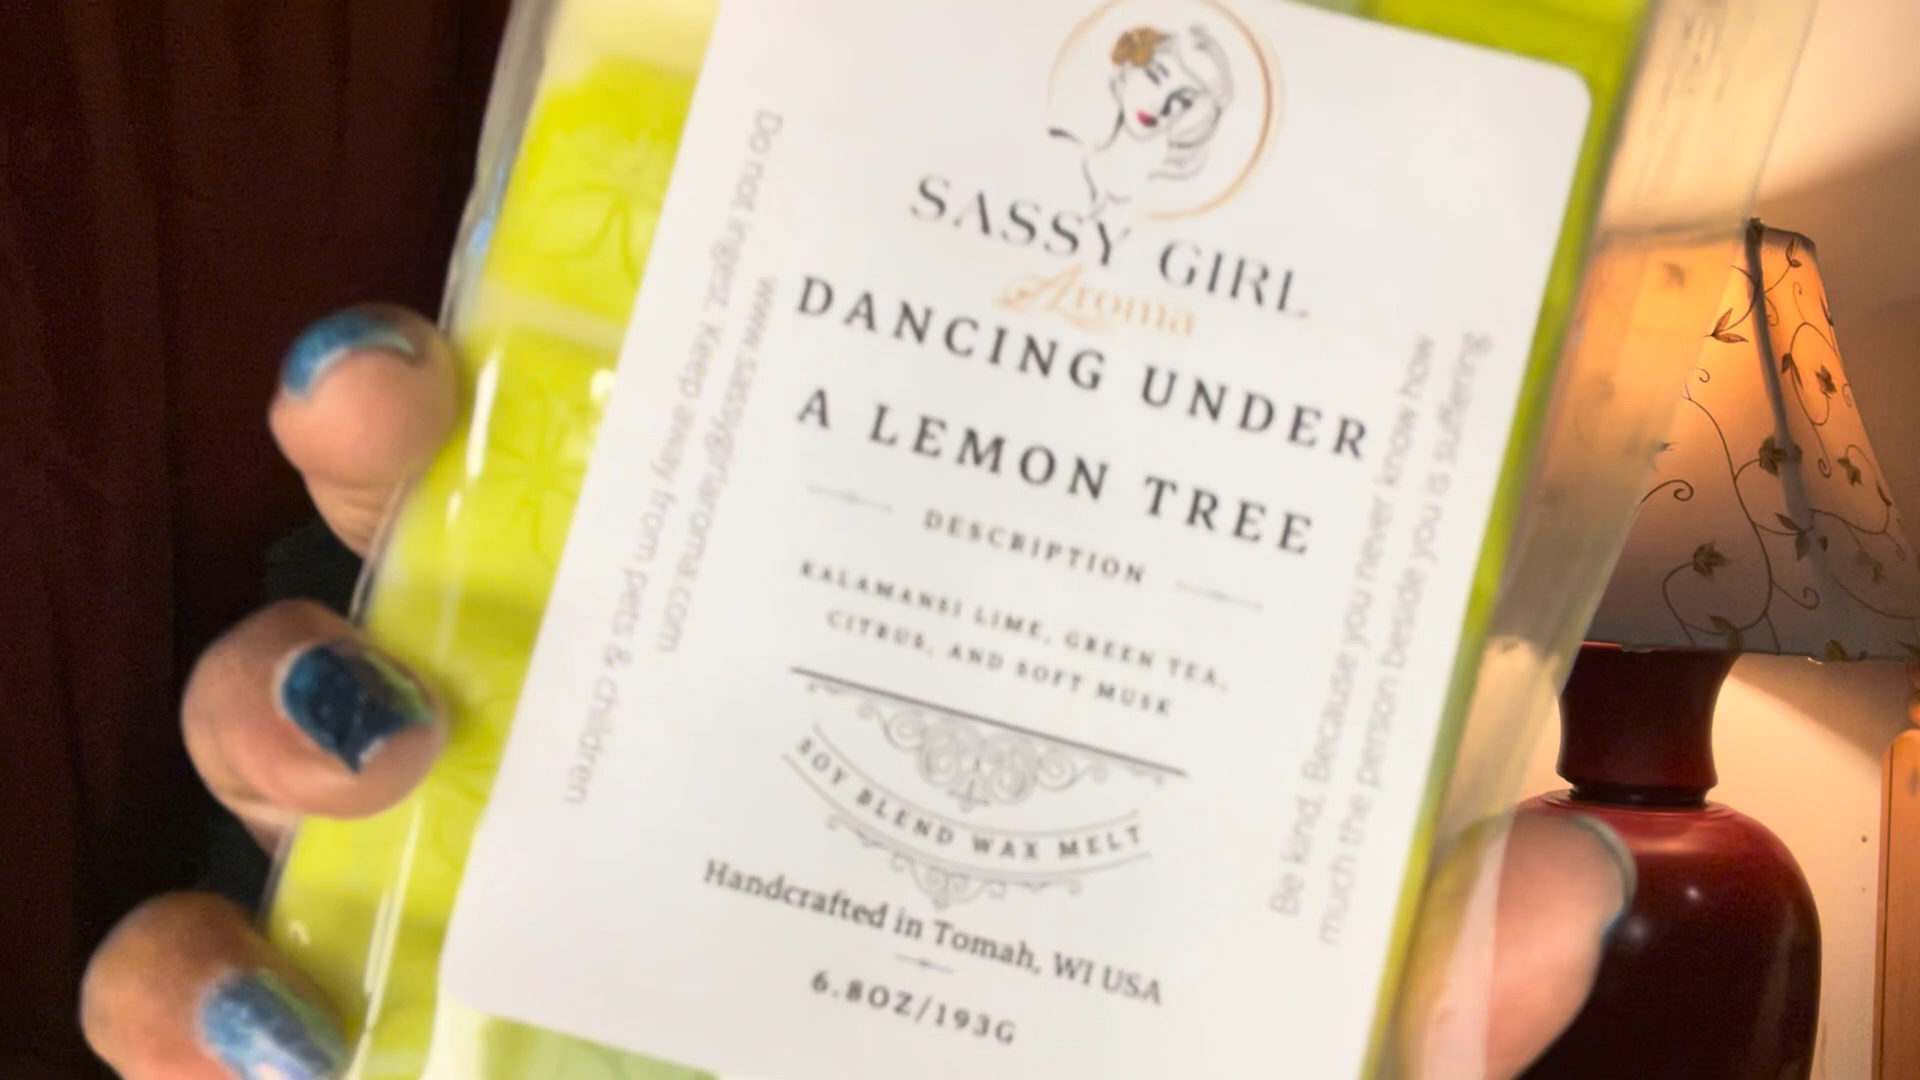 SASSY GIRL
Aroma
DANCING UNDER
A LEMON TREE
DESCRIPTION
KALAMANSI LIME, GREEN TEA,
CITRUS, AND SOFT MUSK
SOY BLEND WAX MELT
Handcrafted in Tomah, WI USA
6.8OZ/193G
www.sassygirlaroma.com
Do not ingest. Keep away from pets & children
Be kind. Because you never know how
much the person beside you is suffering